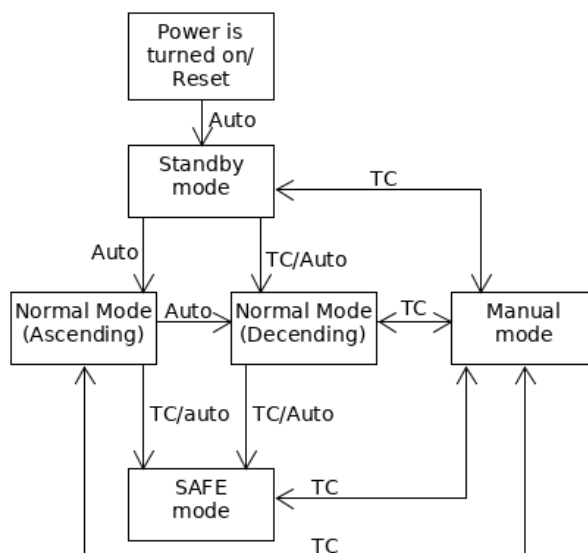 Power is
turned on/
Reset
Auto
Standby
mode
TC
Auto
TC/Auto
Normal Mode
(Ascending)
Auto
Normal Mode
(Decending)
TC
Manual
mode
TC/auto
TC/Auto
SAFE
mode
TC
TC